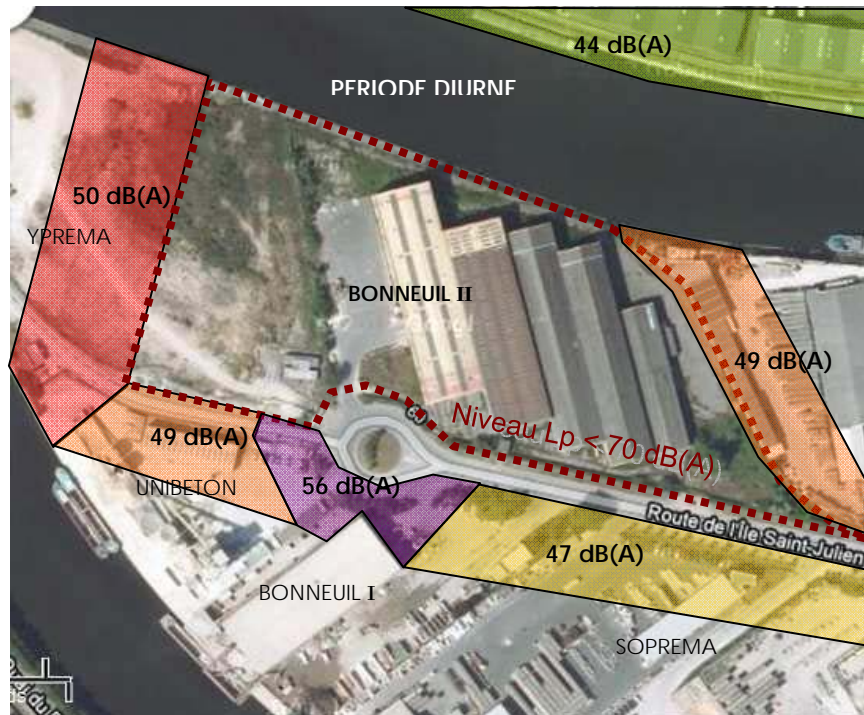 44 dB(A)
PERIODE DIURNE
50 dB(A)
YPREMA
BONNEUIL II
49 dB(A)
Niveau Lp < 70 dB(A)
49 dB(A)
UNIBETON
56 dB(A)
Route de l'Île Saint-Julien
47 dB(A)
BONNEUIL I
SOPREMA